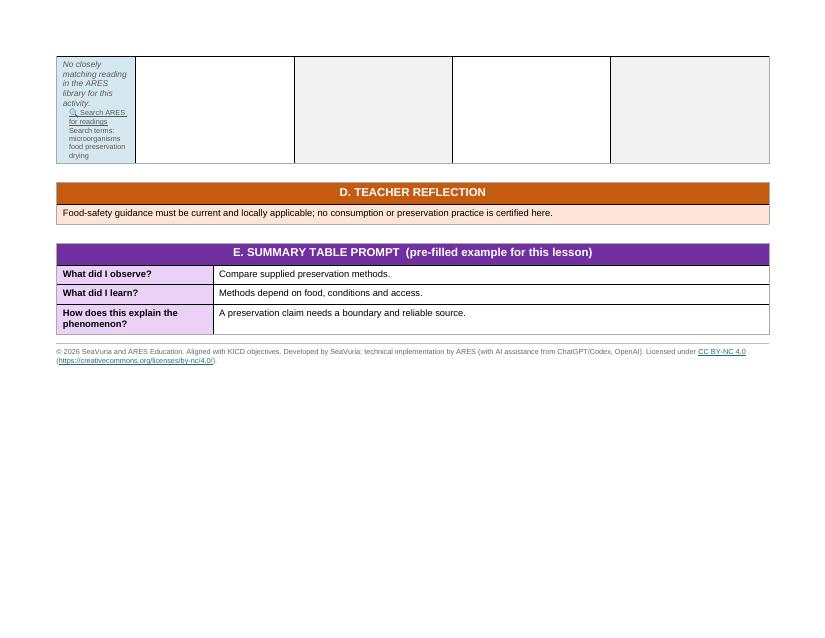 No closely
matching reading
in the ARES
library for this
activity.
🔍 Search ARES
for readings
Search terms:
microorganisms
food preservation
drying
D. TEACHER REFLECTION
Food-safety guidance must be current and locally applicable; no consumption or preservation practice is certified here.
E. SUMMARY TABLE PROMPT  (pre-filled example for this lesson)
What did I observe? Compare supplied preservation methods.
What did I learn? Methods depend on food, conditions and access.
How does this explain the A preservation claim needs a boundary and reliable source.
phenomenon?
© 2026 SeaVuria and ARES Education. Aligned with KICD objectives. Developed by SeaVuria; technical implementation by ARES (with AI assistance from ChatGPT/Codex, OpenAI). Licensed under CC BY-NC 4.0
(https://creativecommons.org/licenses/by-nc/4.0/).